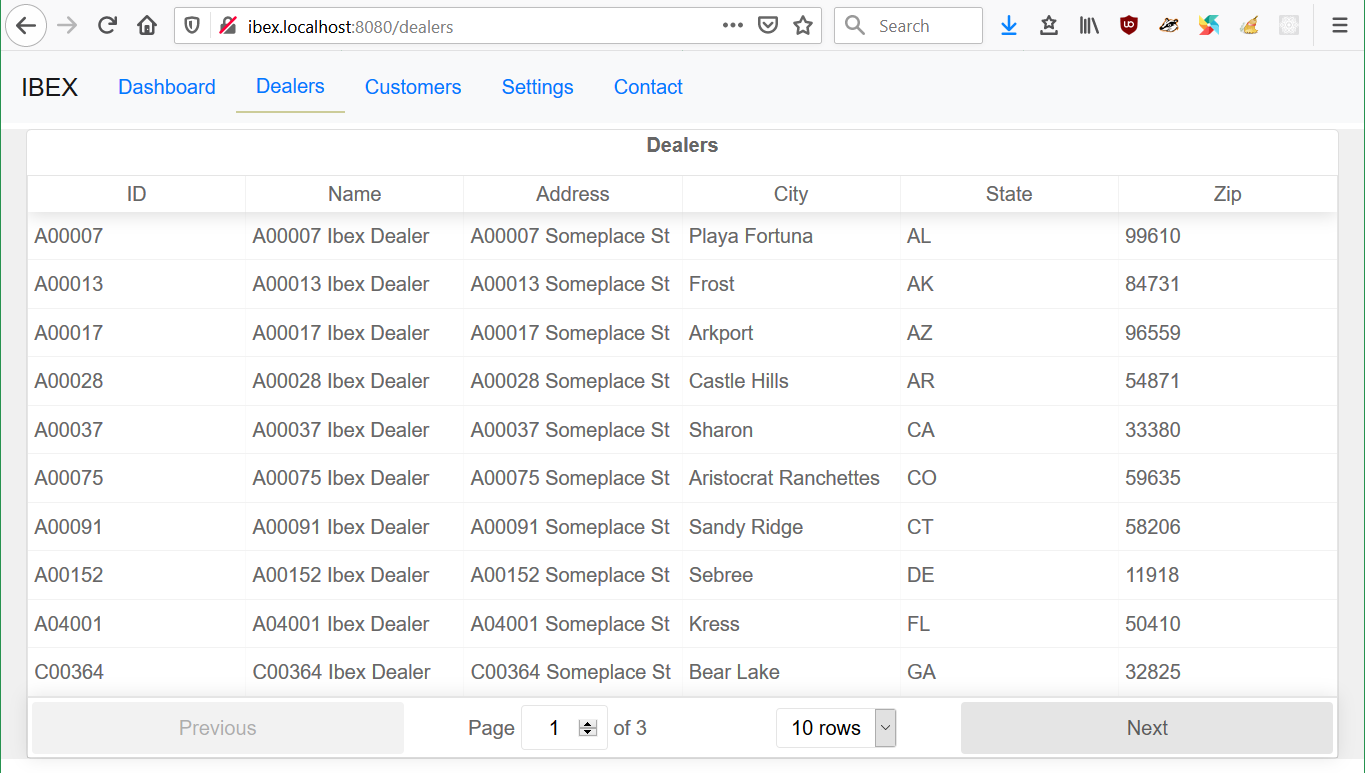 ibex.localhost:8080/dealers
Search
IBEX Dashboard Dealers Customers Settings Contact
Dealers
ID Name Address City State Zip
A00007 A00007 Ibex Dealer A00007 Someplace St Playa Fortuna AL 99610
A00013 A00013 Ibex Dealer A00013 Someplace St Frost AK 84731
A00017 A00017 Ibex Dealer A00017 Someplace St Arkport AZ 96559
A00028 A00028 Ibex Dealer A00028 Someplace St Castle Hills AR 54871
A00037 A00037 Ibex Dealer A00037 Someplace St Sharon CA 33380
A00075 A00075 Ibex Dealer A00075 Someplace St Aristocrat Ranchettes CO 59635
A00091 A00091 Ibex Dealer A00091 Someplace St Sandy Ridge CT 58206
A00152 A00152 Ibex Dealer A00152 Someplace St Sebree DE 11918
A04001 A04001 Ibex Dealer A04001 Someplace St Kress FL 50410
C00364 C00364 Ibex Dealer C00364 Someplace St Bear Lake GA 32825
Previous Page 1 of 3 10 rows Next